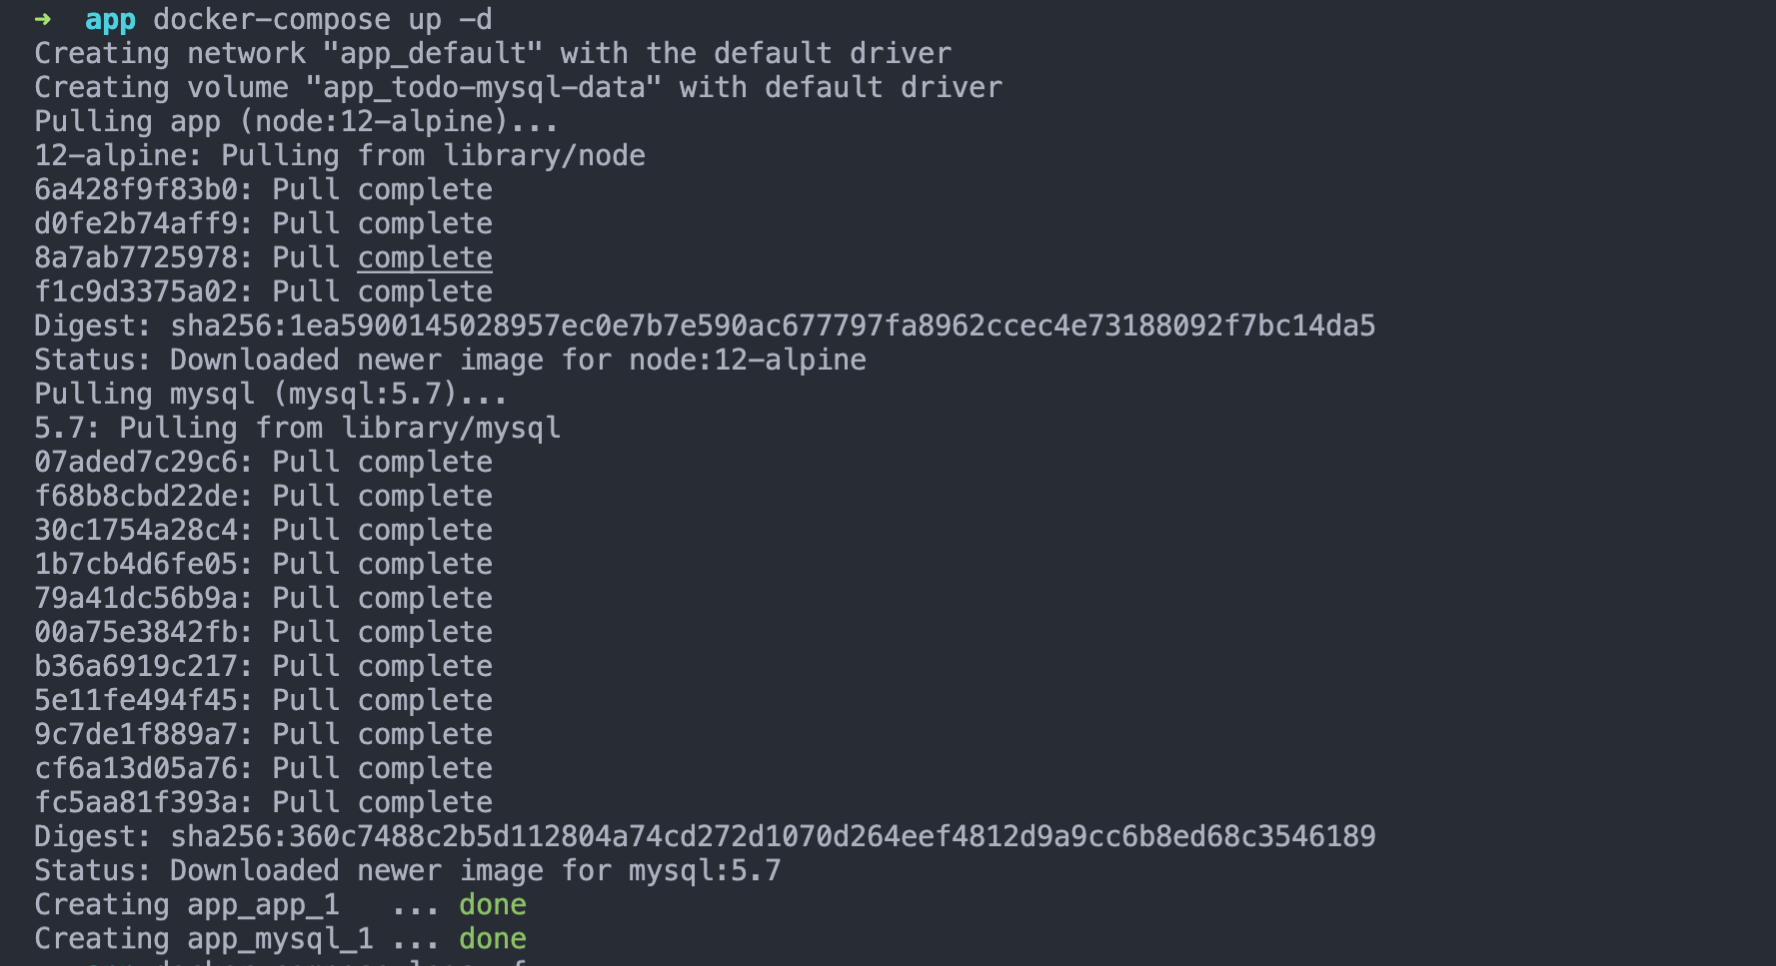 ➜  app docker-compose up -d
Creating network "app_default" with the default driver
Creating volume "app_todo-mysql-data" with default driver
Pulling app (node:12-alpine)...
12-alpine: Pulling from library/node
6a428f9f83b0: Pull complete
d0fe2b74aff9: Pull complete
8a7ab7725978: Pull complete
f1c9d3375a02: Pull complete
Digest: sha256:1ea5900145028957ec0e7b7e590ac677797fa8962ccec4e73188092f7bc14da5
Status: Downloaded newer image for node:12-alpine
Pulling mysql (mysql:5.7)...
5.7: Pulling from library/mysql
07aded7c29c6: Pull complete
f68b8cbd22de: Pull complete
30c1754a28c4: Pull complete
1b7cb4d6fe05: Pull complete
79a41dc56b9a: Pull complete
00a75e3842fb: Pull complete
b36a6919c217: Pull complete
5e11fe494f45: Pull complete
9c7de1f889a7: Pull complete
cf6a13d05a76: Pull complete
fc5aa81f393a: Pull complete
Digest: sha256:360c7488c2b5d112804a74cd272d1070d264eef4812d9a9cc6b8ed68c3546189
Status: Downloaded newer image for mysql:5.7
Creating app_app_1   ... done
Creating app_mysql_1 ... done